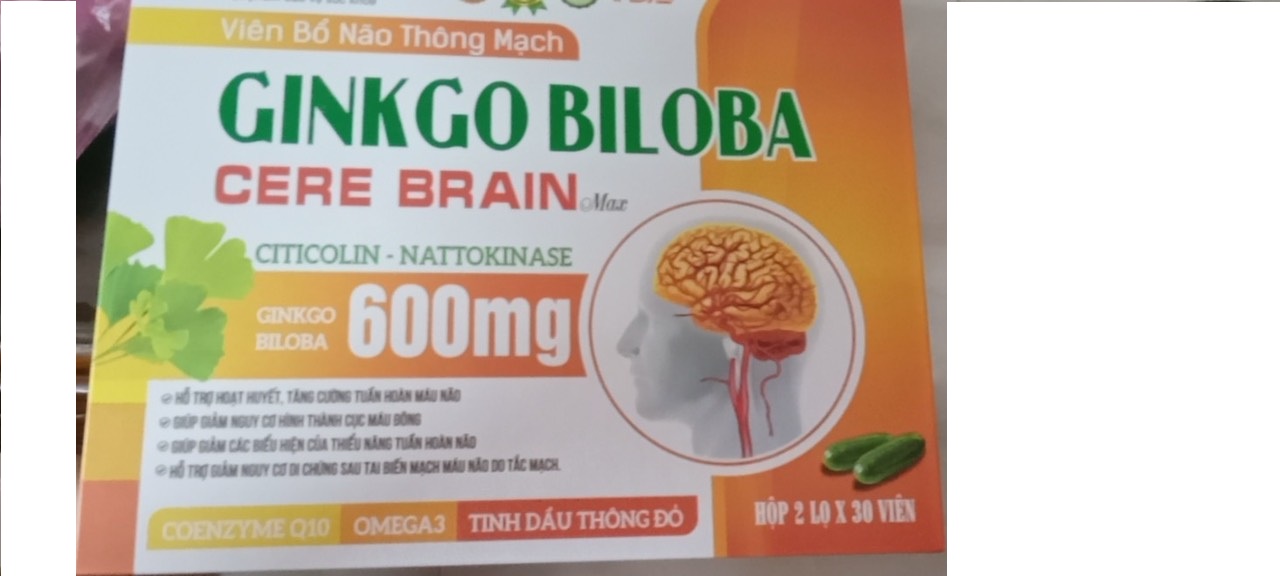 Viên Bổ Não Thông Mạch
GINKGO BILOBA
CERE BRAIN Max
CITICOLIN - NATTOKINASE
GINKGO
BILOBA
600mg
HỖ TRỢ HOẠT HUYẾT, TĂNG CƯỜNG TUẦN HOÀN MÁU NÃO
GIÚP GIẢM NGUY CƠ HÌNH THÀNH CỤC MÁU ĐÔNG
GIÚP GIẢM CÁC BIỂU HIỆN CỦA THIỂU NĂNG TUẦN HOÀN NÃO
HỖ TRỢ GIẢM NGUY CƠ DI CHỨNG SAU TAI BIẾN MẠCH MÁU NÃO DO TẮC MẠCH.
COENZYME Q10 OMEGA3 TINH DẦU THÔNG ĐỎ
HỘP 2 LỌ X 30 VIÊN